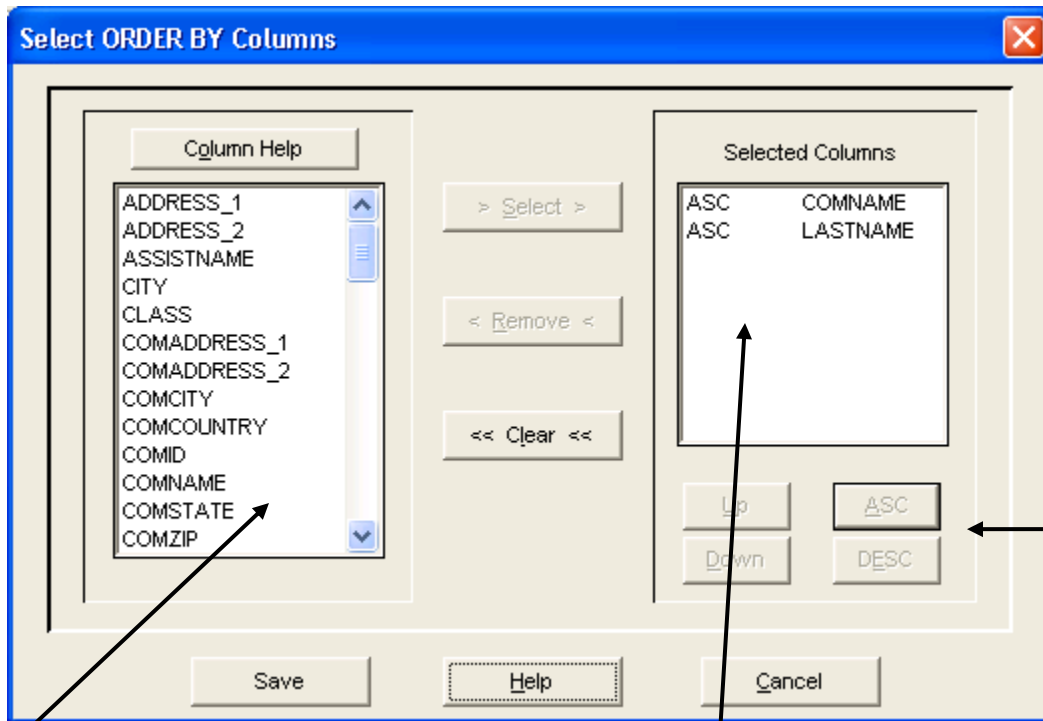 Select ORDER BY Columns
Column Help
ADDRESS_1
ADDRESS_2
ASSISTNAME
CITY
CLASS
COMADDRESS_1
COMADDRESS_2
COMCITY
COMCOUNTRY
COMID
COMNAME
COMSTATE
COMZIP
> Select >
< Remove <
<< Clear <<
Selected Columns
ASC COMNAME
ASC LASTNAME
Up ASC
Down DESC
Save Help Cancel